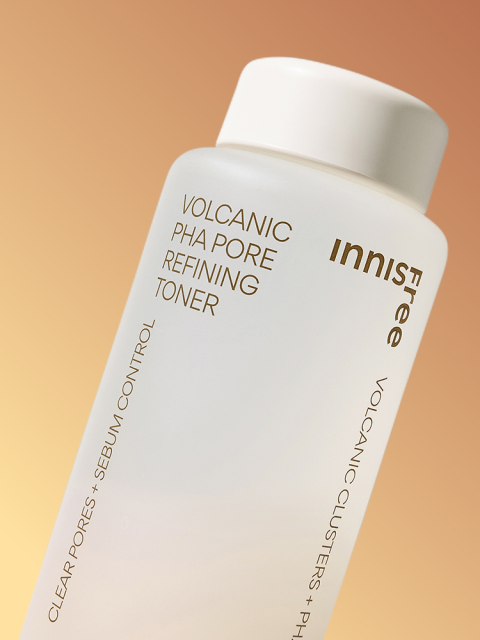 VOLCANIC
PHA PORE
REFINING
TONER
innisfree
CLEAR PORES + SEBUM CONTROL
VOLCANIC CLUSTERS + PH